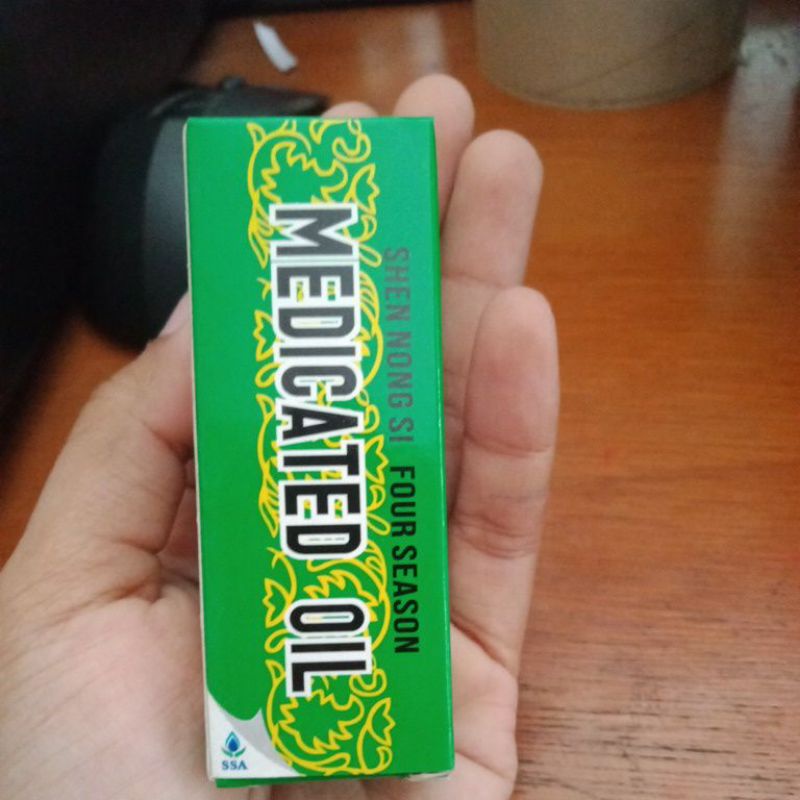 SHEN NONG SI FOUR SEASON
MEDICATED OIL
SSA